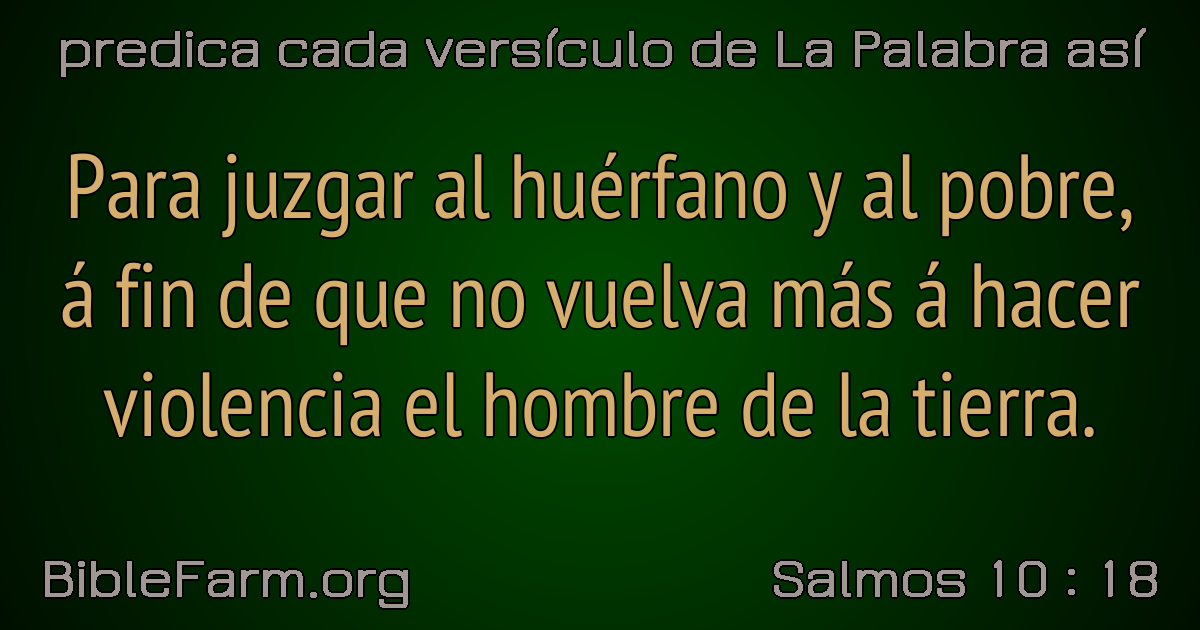 predica cada versículo de La Palabra así
Para juzgar al huérfano y al pobre,
á fin de que no vuelva más á hacer
violencia el hombre de la tierra.
BibleFarm.org
Salmos 10 : 18